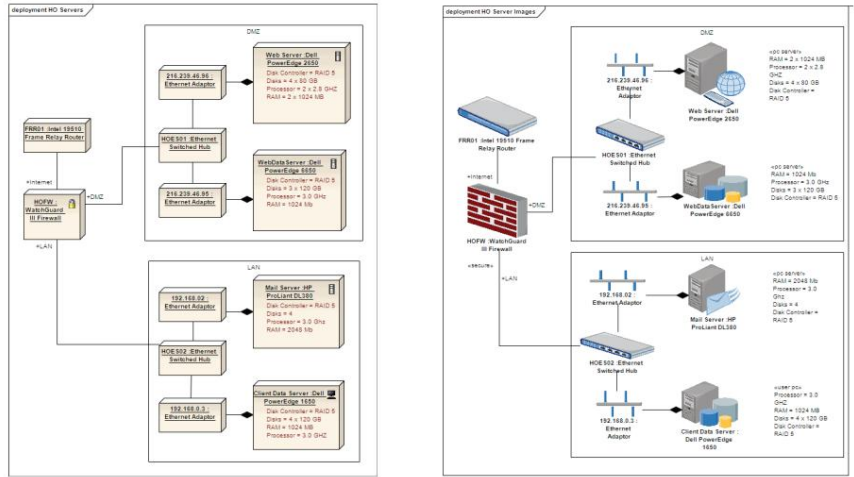 deployment HO Servers
DMZ
216.239.46.96 :
Ethernet Adaptor
Web Server :Dell
PowerEdge 2650
Disk Controller = RAID 5
Disks = 4 x 80 GB
Processor = 2 x 2.8 GHZ
RAM = 2 x 1024 MB
FRR01 :Intel 19510
Frame Relay Router
HOES01 :Ethernet
Switched Hub
+Internet
HOFW :
WatchGuard
III Firewall
+DMZ
216.239.46.95 :
Ethernet Adaptor
WebDataServer :Dell
PowerEdge 6650
Disk Controller = RAID 5
Disks = 3 x 120 GB
Processor = 3.0 GHz
RAM = 1024 Mb
+LAN
LAN
192.168.02 :
Ethernet Adaptor
Mail Server :HP
ProLiant DL380
Disk Controller = RAID 5
Disks = 4
Processor = 3.0 Ghz
RAM = 2048 Mb
HOES02 :Ethernet
Switched Hub
192.168.0.3 :
Ethernet Adaptor
Client Data Server :Dell
PowerEdge 1650
Disk Controller = RAID 5
Disks = 4 x 120 GB
RAM = 1024 MB
Processor = 3.0 GHZ
deployment HO Server Images
DMZ
216.239.46.96 :
Ethernet
Adaptor
Web Server :Dell
PowerEdge 2650
«pc server»
RAM = 2 x 1024 MB
Processor = 2 x 2.8
GHZ
Disks = 4 x 80 GB
Disk Controller =
RAID 5
FRR01 :Intel 19510 Frame
Relay Router
HOES01 :Ethernet
Switched Hub
+Internet
+DMZ
HOFW :WatchGuard
III Firewall
216.239.46.95 :
Ethernet
Adaptor
WebDataServer :Dell
PowerEdge 6650
«pc server»
RAM = 1024 Mb
Processor = 3.0 GHz
Disks = 3 x 120 GB
Disk Controller = RAID 5
«secure»
+LAN
LAN
192.168.02 :
Ethernet
Adaptor
Mail Server :HP
ProLiant DL380
«pc server»
RAM = 2048 Mb
Processor = 3.0
Ghz
Disks = 4
Disk Controller =
RAID 5
HOES02 :Ethernet
Switched Hub
192.168.0.3 :
Ethernet
Adaptor
Client Data Server :
Dell PowerEdge
1650
«user pc»
Processor = 3.0
GHZ
RAM = 1024 MB
Disks = 4 x 120 GB
Disk Controller =
RAID 5